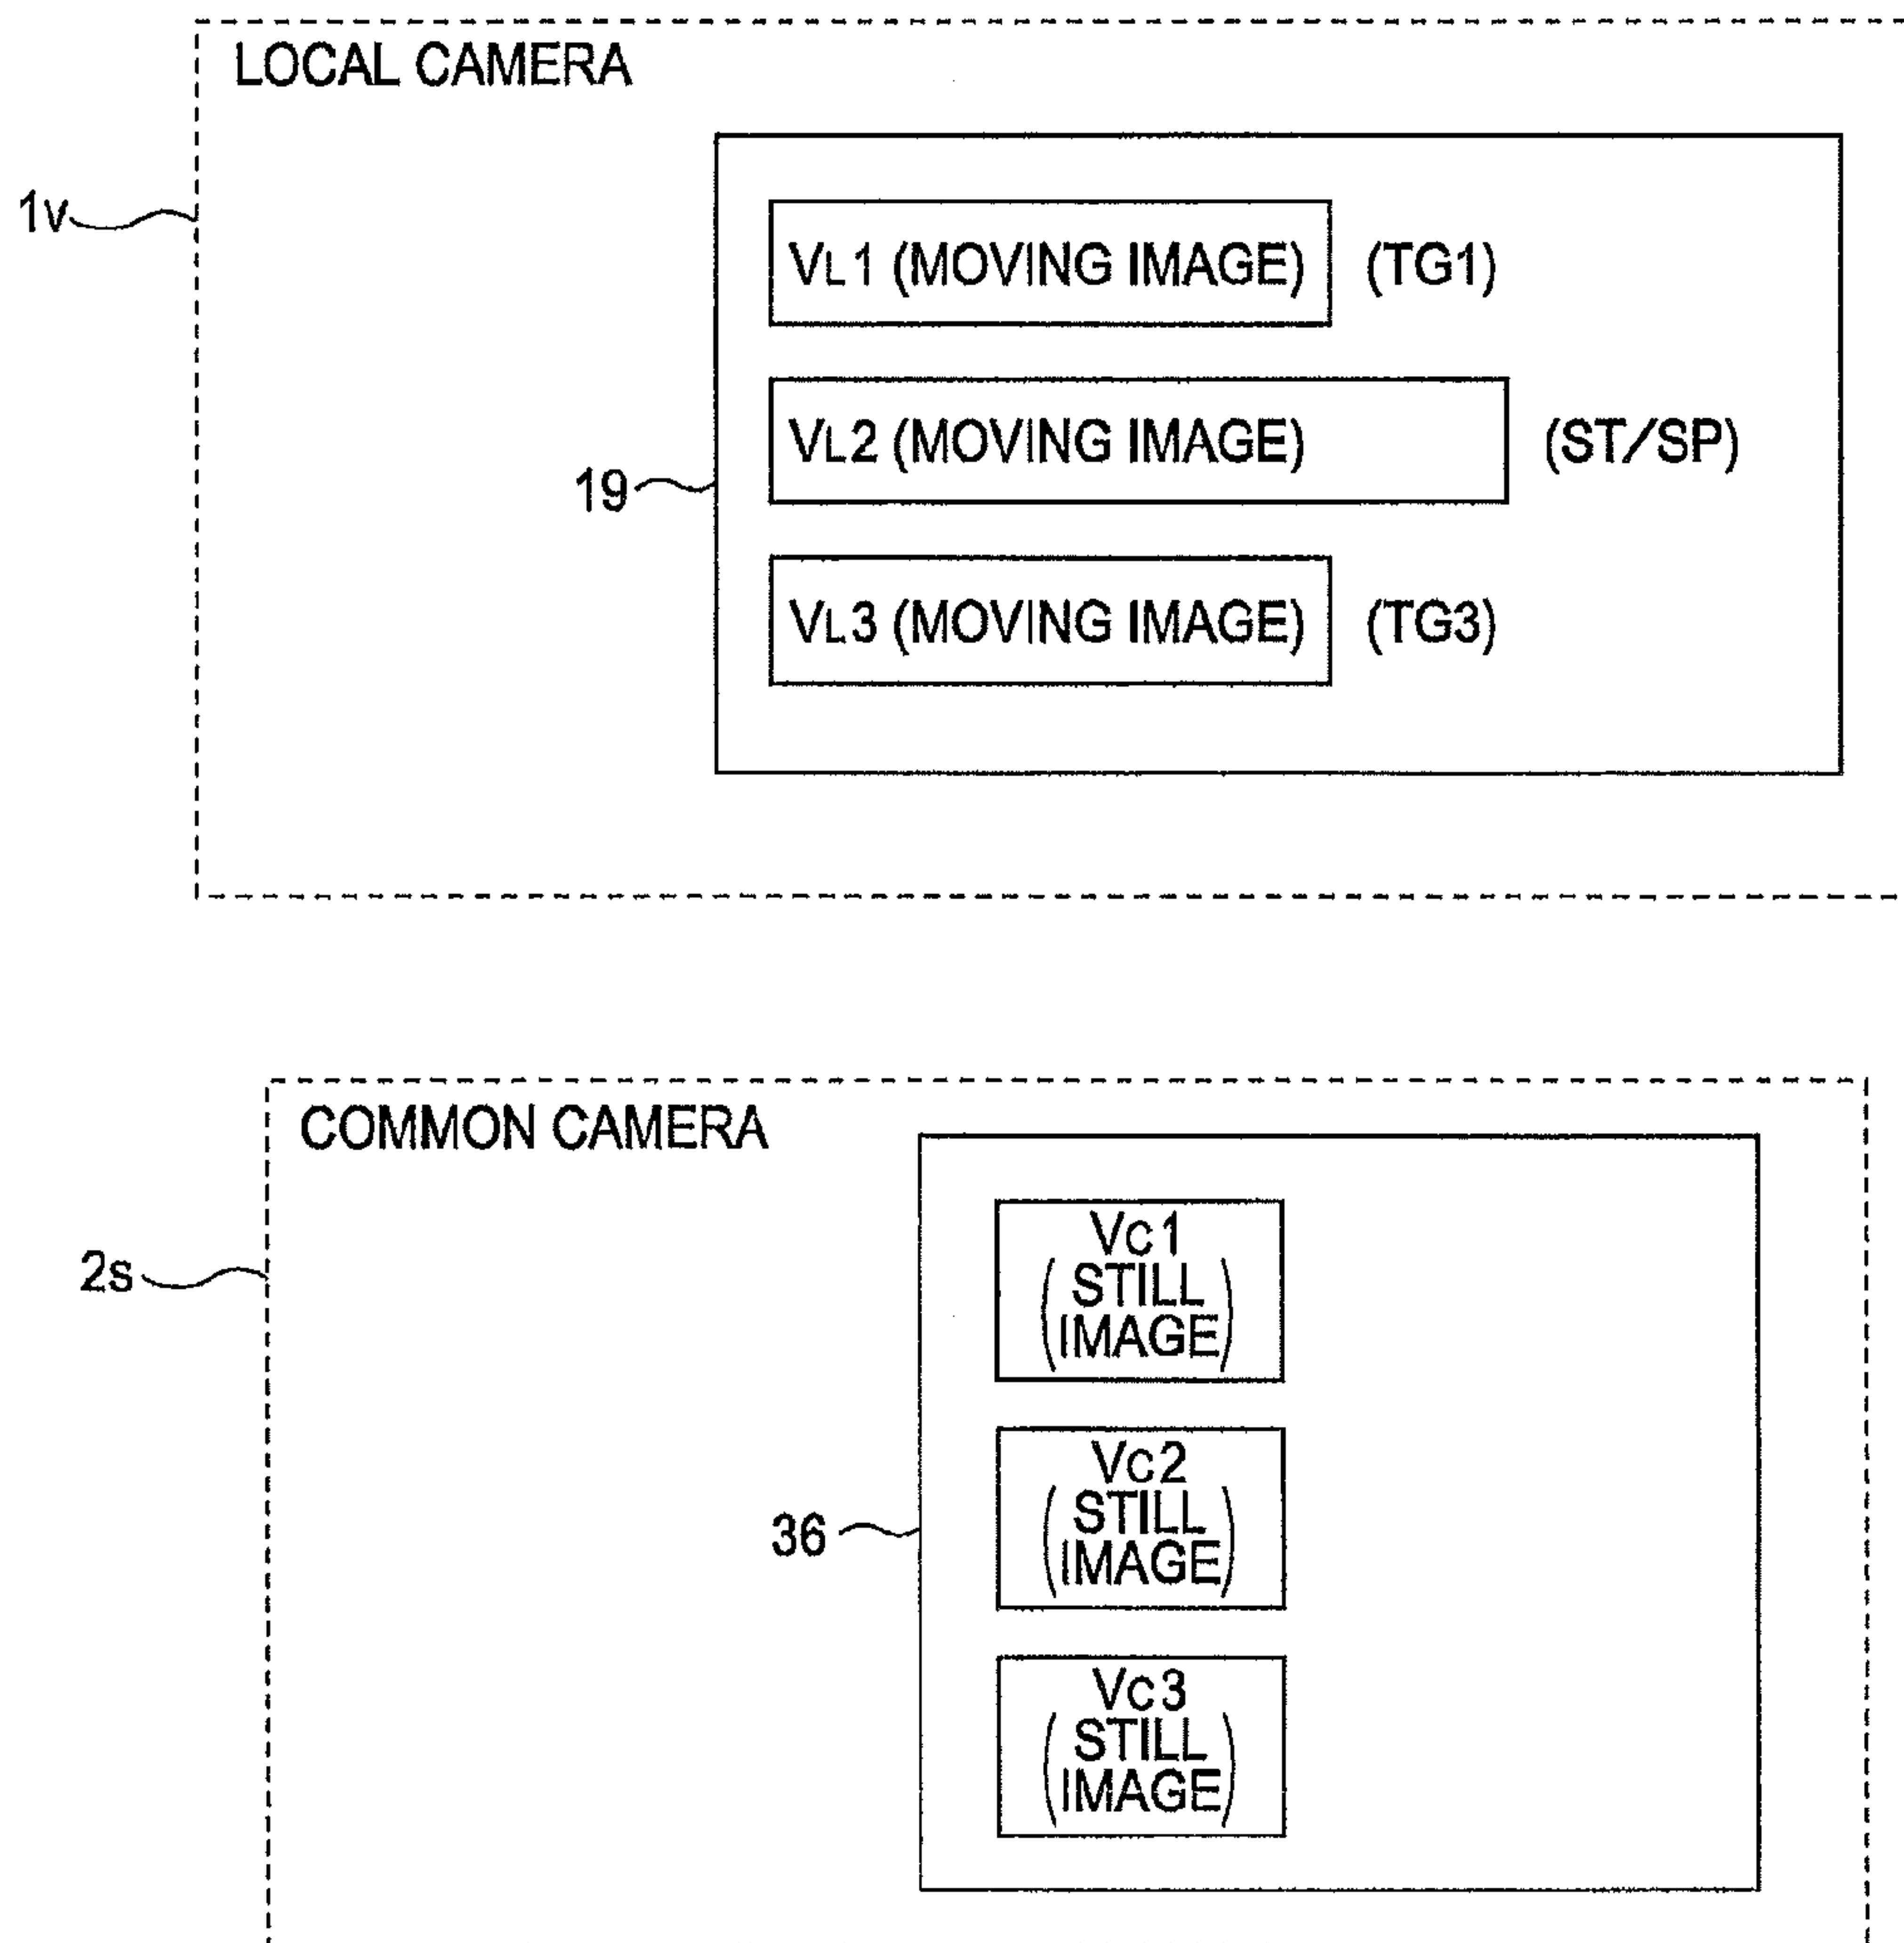 LOCAL CAMERA
1v
VL1 (MOVING IMAGE) (TG1)
VL2 (MOVING IMAGE) (ST/SP)
19
VL3 (MOVING IMAGE) (TG3)
COMMON CAMERA
2s
VC1
(STILL
IMAGE)
36
VC2
(STILL
IMAGE)
VC3
(STILL
IMAGE)